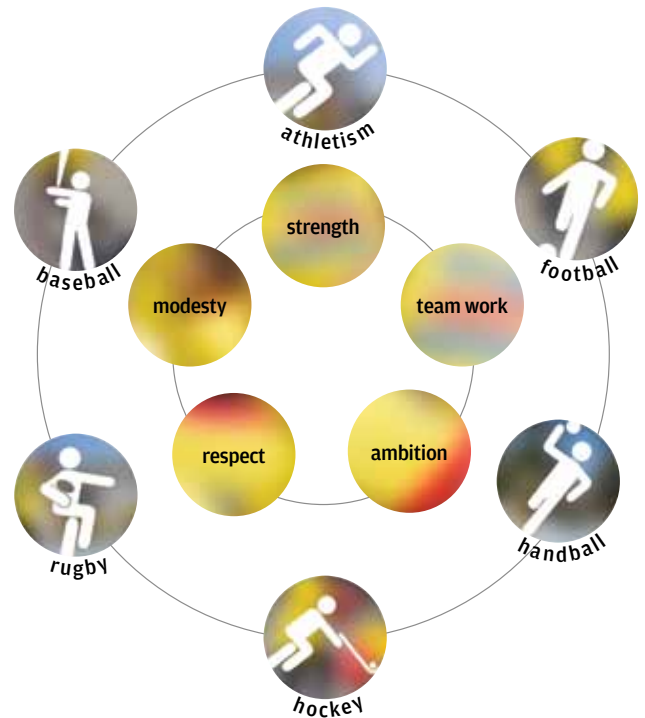 athletism
baseball
football
strength
modesty
team work
respect
ambition
rugby
handball
hockey